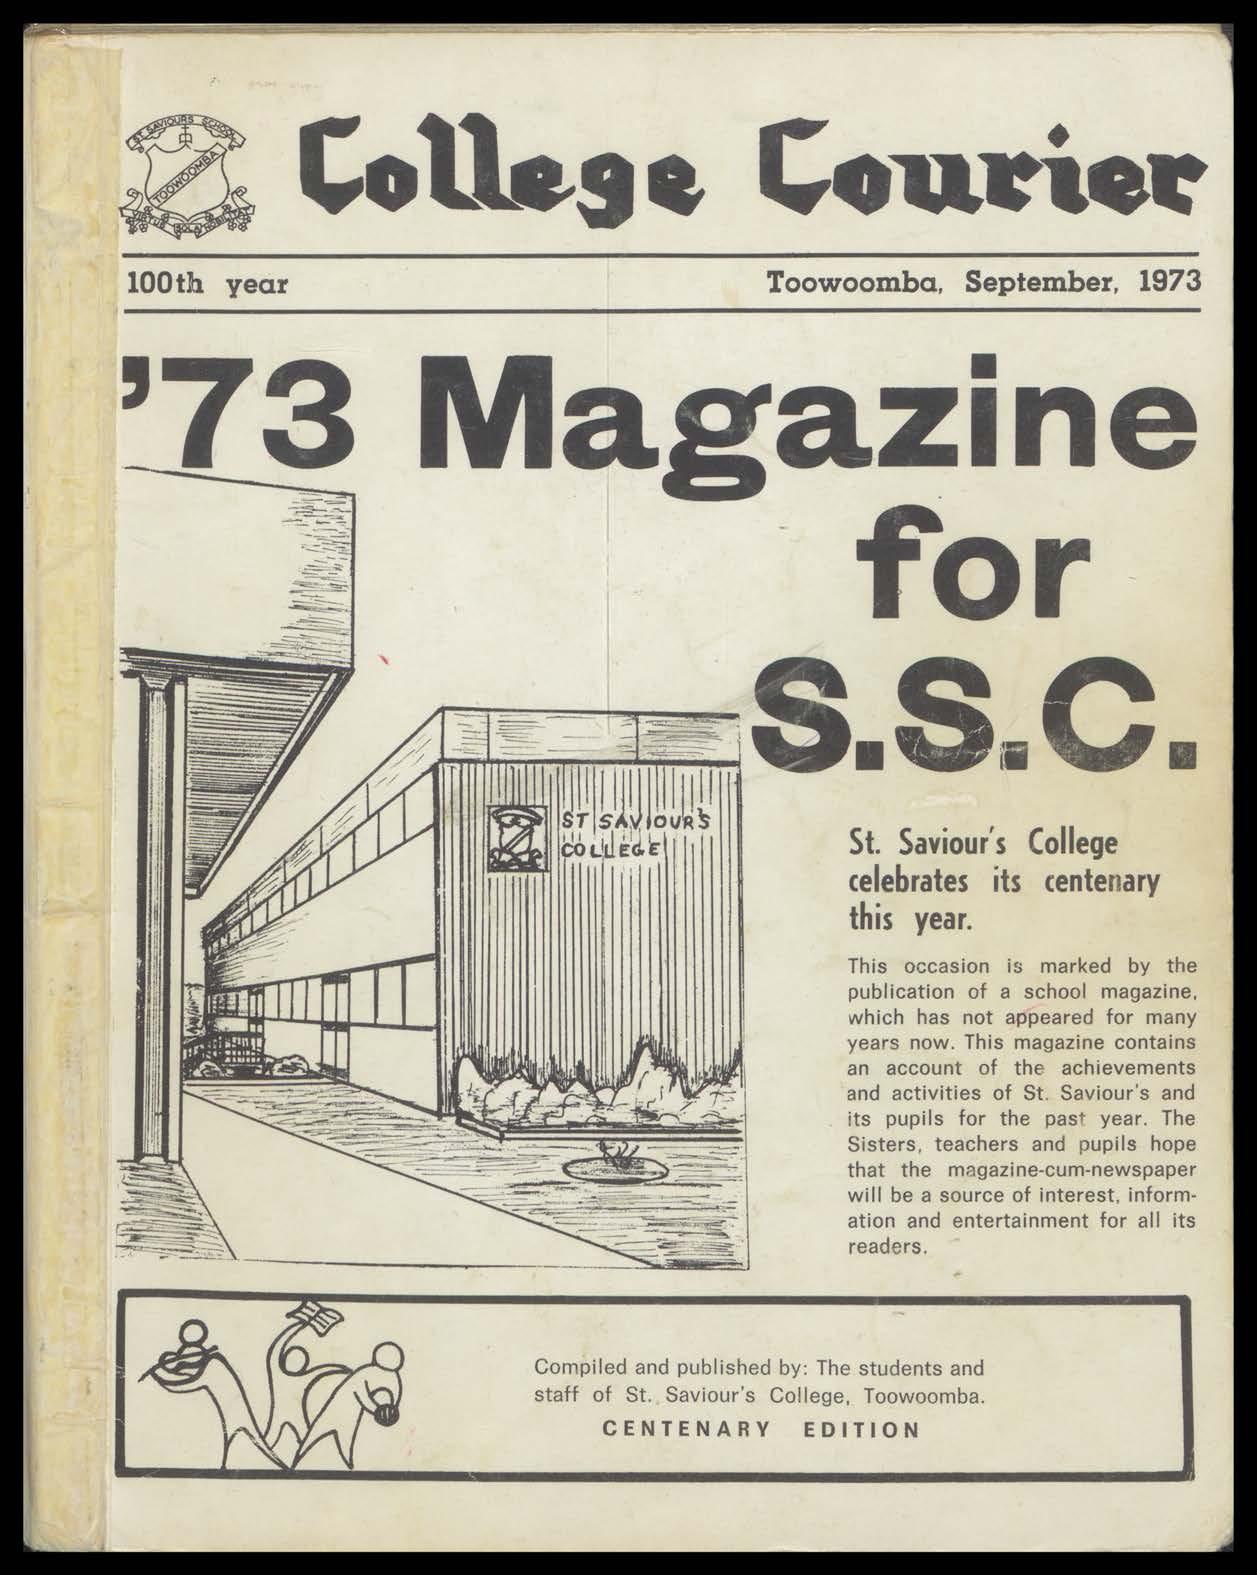 ST SAVIOURS SCHOOL
TOOWOOMBA
VIRTUS SOLA NOBILITAT
College Courier
100th year
Toowoomba, September, 1973
'73 Magazine
for
S.S.C.
ST SAVIOUR'S
COLLEGE
St. Saviour's College
celebrates its centenary
this year.
This occasion is marked by the
publication of a school magazine,
which has not appeared for many
years now. This magazine contains
an account of the achievements
and activities of St. Saviour's and
its pupils for the past year. The
Sisters, teachers and pupils hope
that the magazine-cum-newspaper
will be a source of interest, inform-
ation and entertainment for all its
readers.
Compiled and published by: The students and
staff of St. Saviour's College, Toowoomba.
CENTENARY EDITION